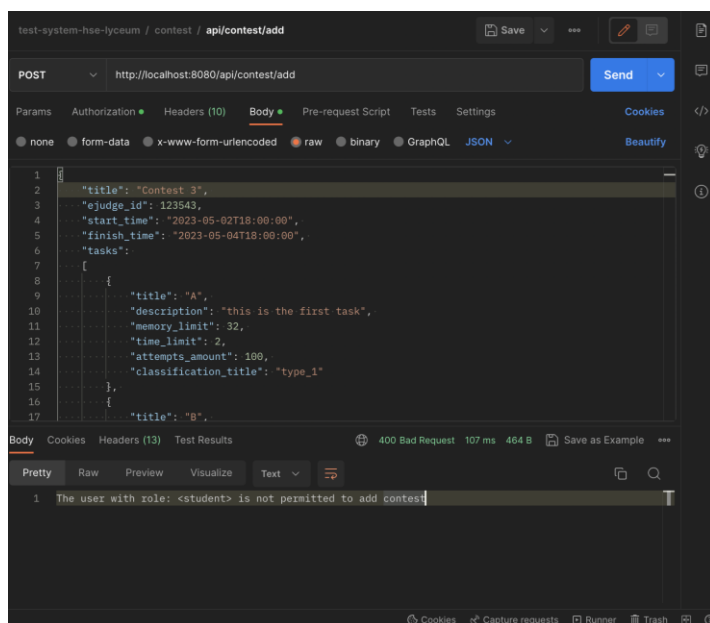 test-system-hse-lyceum / contest / api/contest/add
Save
POST http://localhost:8080/api/contest/add Send
Params Authorization Headers (10) Body Pre-request Script Tests Settings Cookies
none form-data x-www-form-urlencoded raw binary GraphQL JSON Beautify
1 {
2 "title": "Contest 3",
3 "ejudge_id": 123543,
4 "start_time": "2023-05-02T18:00:00",
5 "finish_time": "2023-05-04T18:00:00",
6 "tasks":
7 [
8 {
9 "title": "A",
10 "description": "this is the first task",
11 "memory_limit": 32,
12 "time_limit": 2,
13 "attempts_amount": 100,
14 "classification_title": "type_1"
15 },
16 {
17 "title": "B",
Body Cookies Headers (13) Test Results 400 Bad Request 107 ms 464 B Save as Example
Pretty Raw Preview Visualize Text
1 The user with role: <student> is not permitted to add contest
Cookies Capture requests Runner Trash